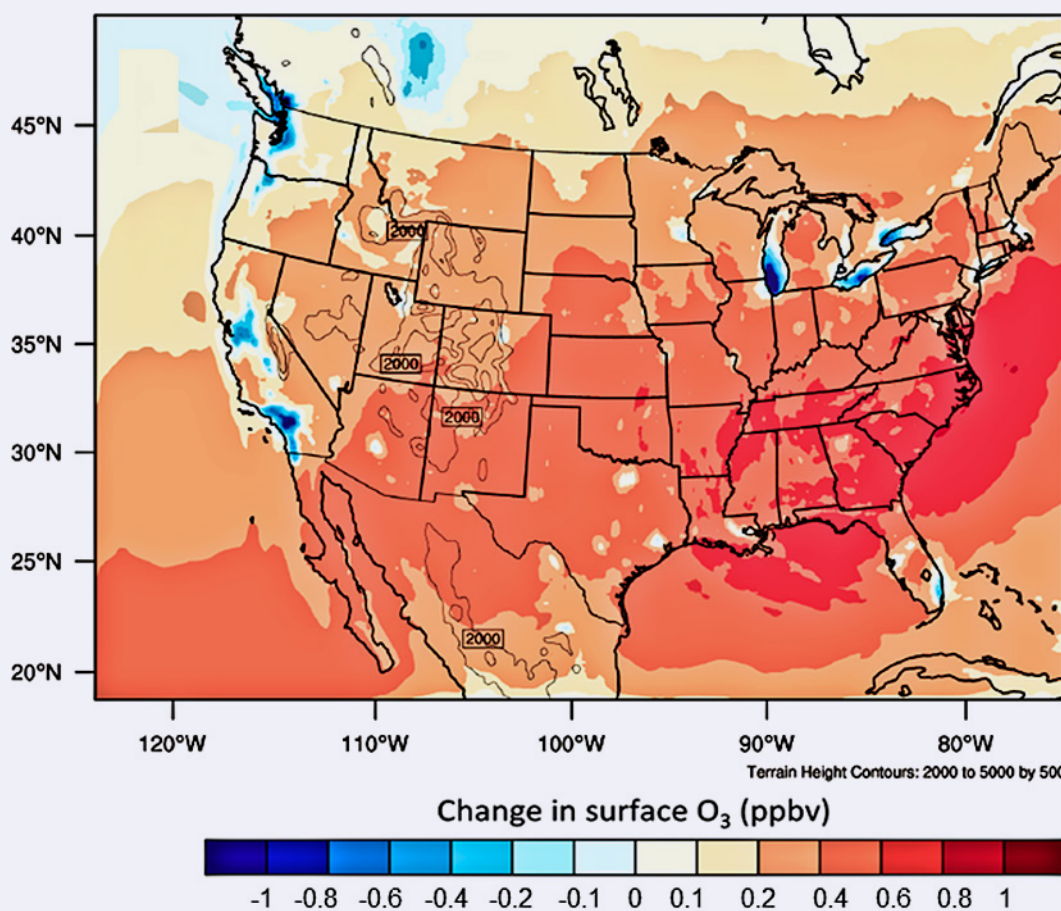 45°N
40°N
35°N
30°N
25°N
20°N
2000
2000
2000
2000
120°W 110°W 100°W 90°W 80°W
Terrain Height Contours: 2000 to 5000 by 500
Change in surface O₃ (ppbv)
-1 -0.8 -0.6 -0.4 -0.2 -0.1 0 0.1 0.2 0.4 0.6 0.8 1